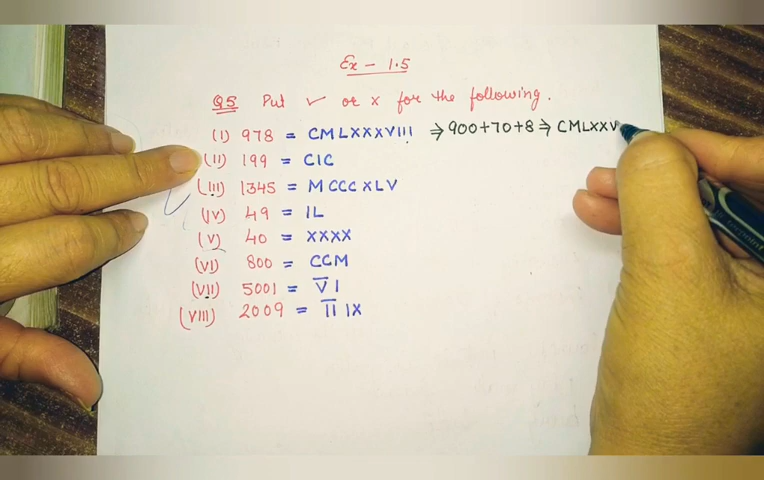 Ex - 1.5
Q5 Put ✓ or x for the following.
(I) 978 = CMLXXXVIII ⇒ 900+70+8 ⇒ CMLXXV
(II) 199 = CIC
(III) 1345 = MCCCXLV
(IV) 49 = IL
(V) 40 = XXXX
(VI) 800 = CCM
(VII) 5001 = V̅I
(VIII) 2009 = I̅I̅IX